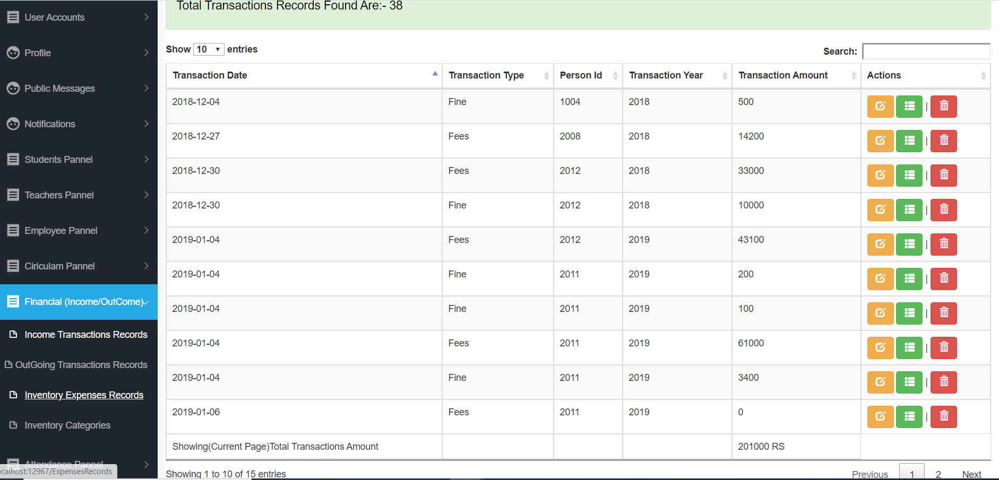 User Accounts
Profile
Public Messages
Notifications
Students Pannel
Teachers Pannel
Employee Pannel
Ciriculam Pannel
Financial (Income/OutCome)
Income Transactions Records
OutGoing Transactions Records
Inventory Expenses Records
Inventory Categories
Attendance Pannel
ocalhost:12967/ExpensesRecords
Total Transactions Records Found Are:- 38
Show 10 entries
Search:
Transaction Date Transaction Type Person Id Transaction Year Transaction Amount Actions
2018-12-04 Fine 1004 2018 500 |
2018-12-27 Fees 2008 2018 14200 |
2018-12-30 Fees 2012 2018 33000 |
2018-12-30 Fine 2012 2018 10000 |
2019-01-04 Fees 2012 2019 43100 |
2019-01-04 Fine 2011 2019 200 |
2019-01-04 Fine 2011 2019 100 |
2019-01-04 Fees 2011 2019 61000 |
2019-01-04 Fine 2011 2019 3400 |
2019-01-06 Fees 2011 2019 0 |
Showing(Current Page)Total Transactions Amount 201000 RS
Showing 1 to 10 of 15 entries
Previous 1 2 Next